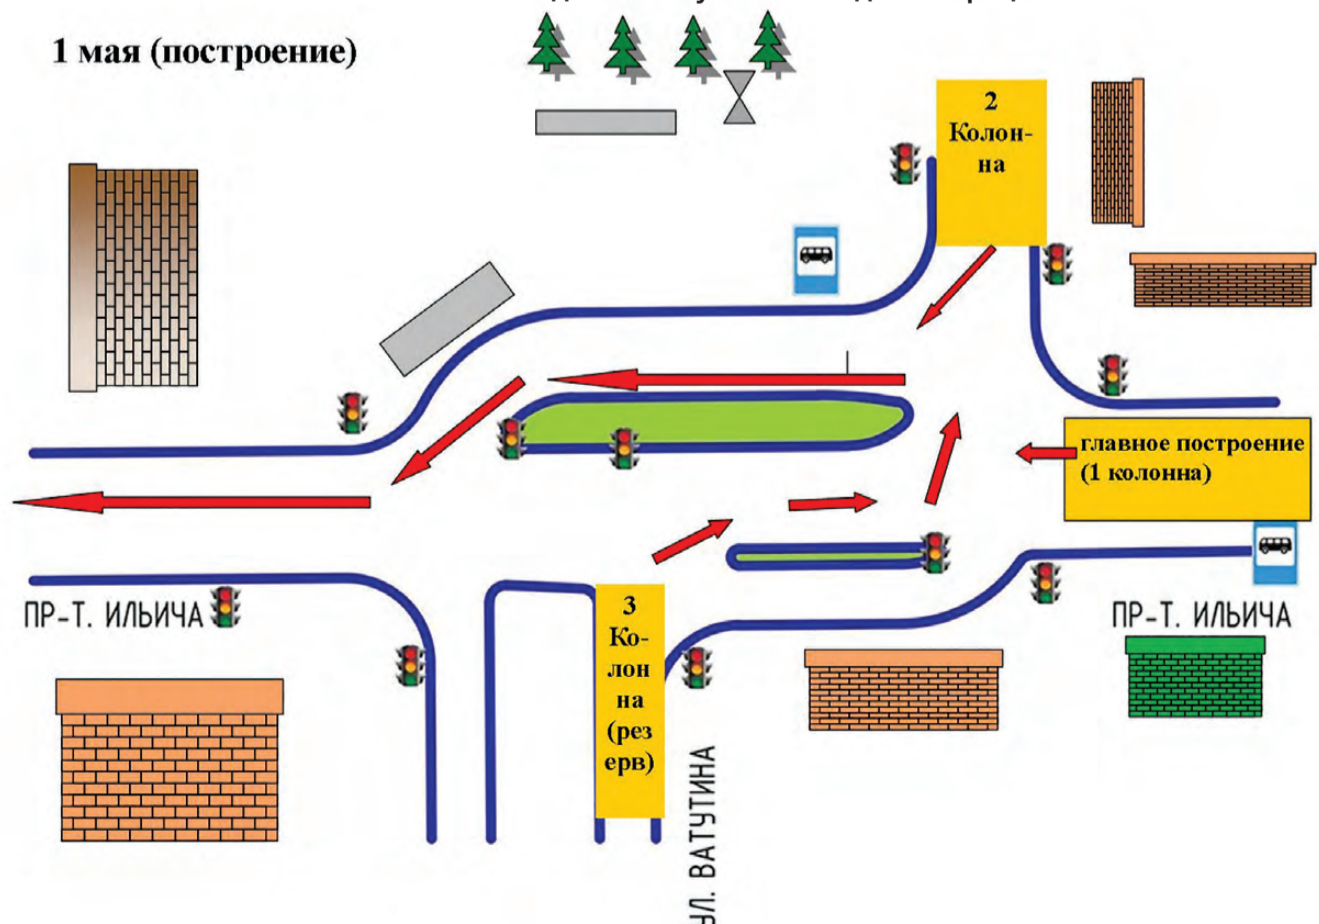 1 мая (построение)
2
Колон-
на
главное построение
(1 колонна)
ПР-Т. ИЛЬИЧА
ПР-Т. ИЛЬИЧА
3
Ко-
лон
на
(рез
ерв)
УЛ. ВАТУТИНА